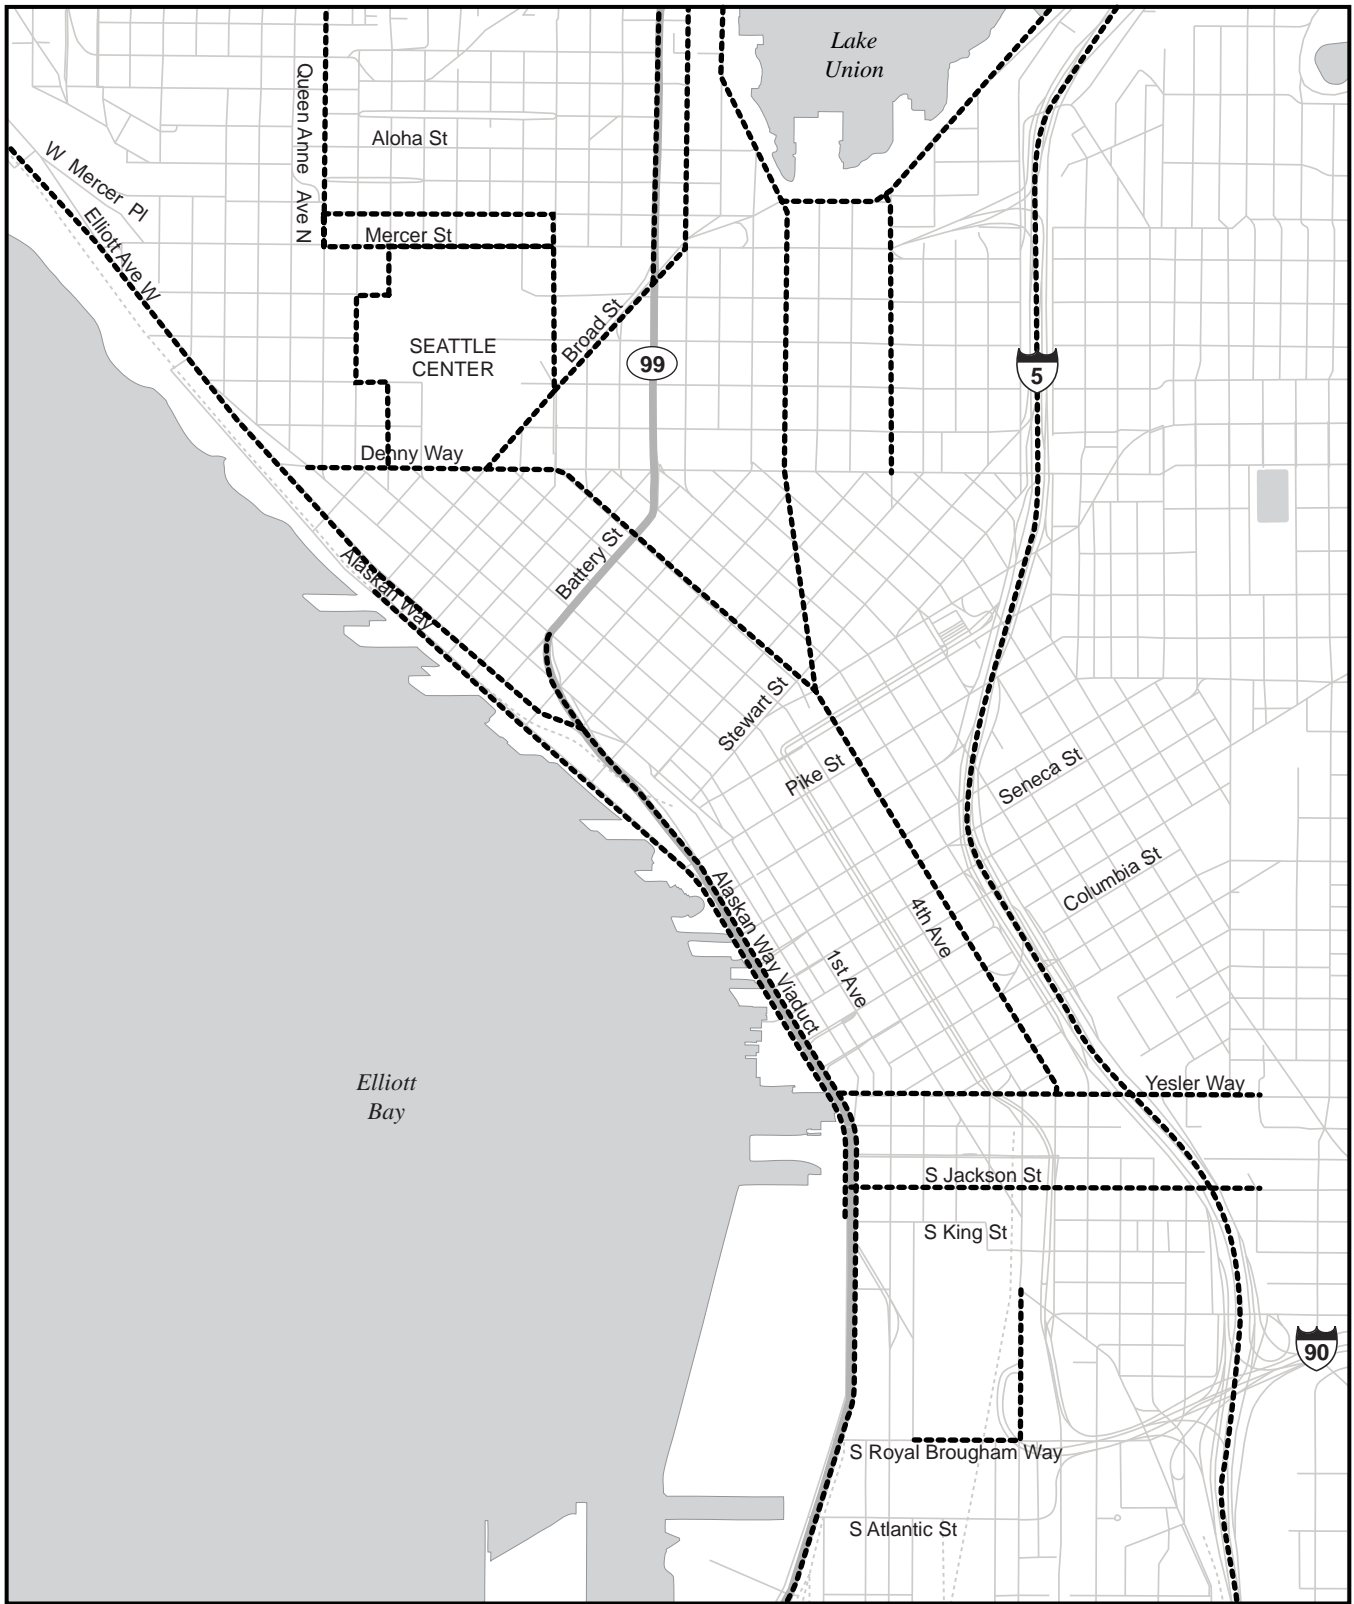 Lake
Union
Queen Anne Ave N
Aloha St
W Mercer Pl
Elliott Ave W
Mercer St
Broad St
SEATTLE
CENTER
99
5
Denny Way
Battery St
Alaskan Way
Stewart St
Pike St
Seneca St
Columbia St
Alaskan Way Viaduct
4th Ave
1st Ave
Elliott
Bay
Yesler Way
S Jackson St
S King St
90
S Royal Brougham Way
S Atlantic St